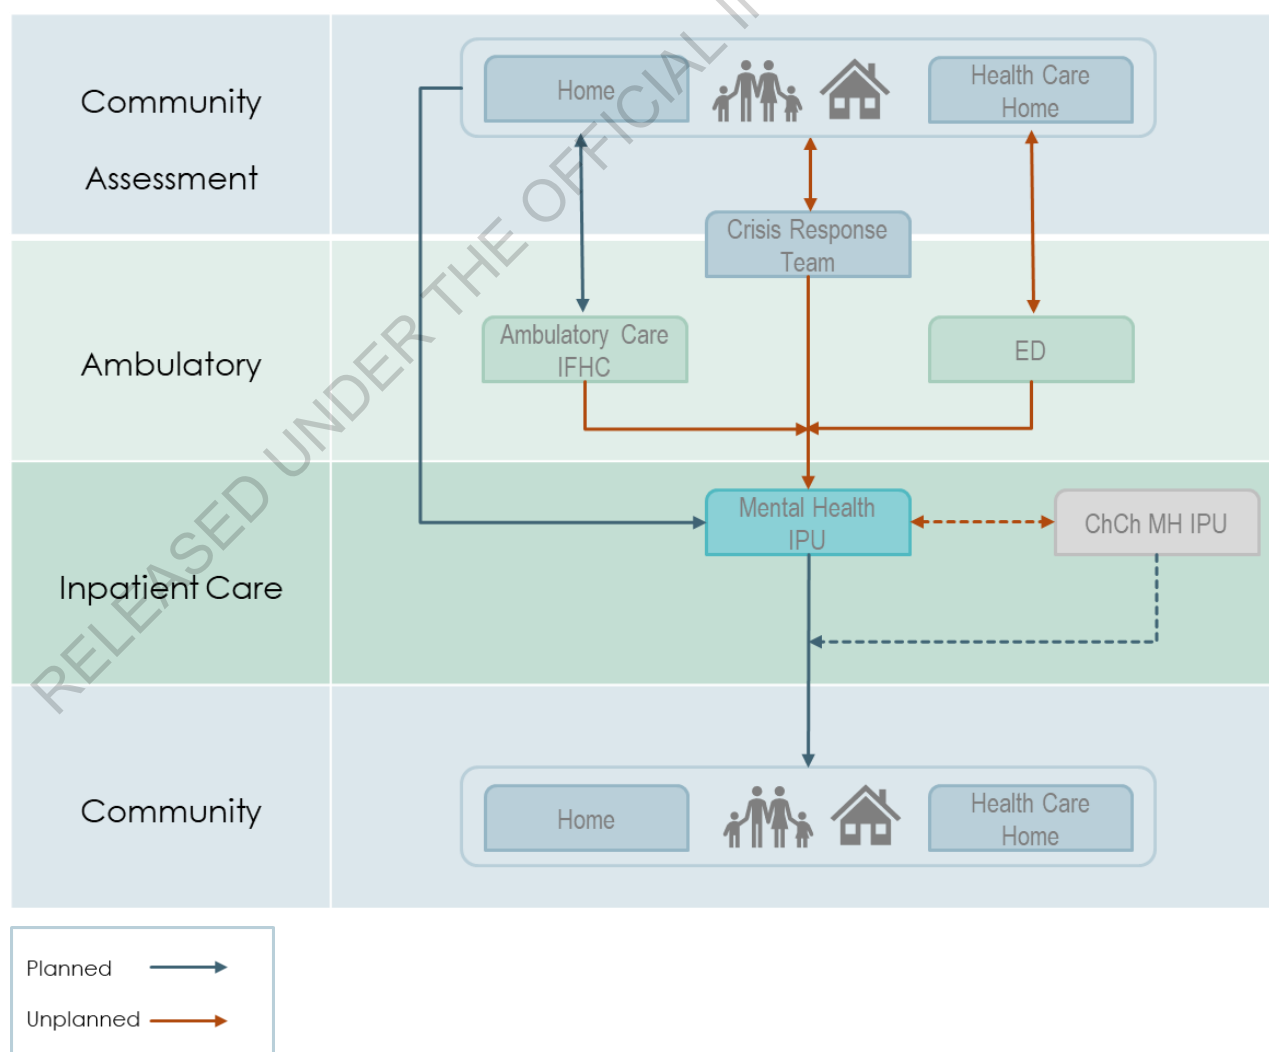 Community
Assessment
Home
Health Care
Home
Crisis Response
Team
Ambulatory
Ambulatory Care
IFHC
ED
Inpatient Care
Mental Health
IPU
ChCh MH IPU
Community
Home
Health Care
Home
Planned
Unplanned
RELEASED UNDER THE OFFICIAL I